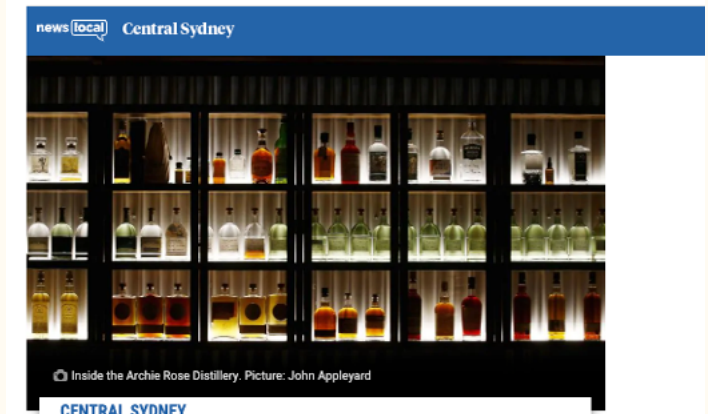 news local Central Sydney
Inside the Archie Rose Distillery. Picture: John Appleyard
CENTRAL SYDNEY